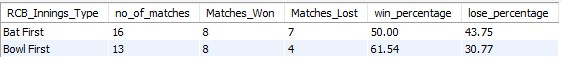 RCB_Innings_Type no_of_matches Matches_Won Matches_Lost win_percentage lose_percentage
Bat First 16 8 7 50.00 43.75
Bowl First 13 8 4 61.54 30.77